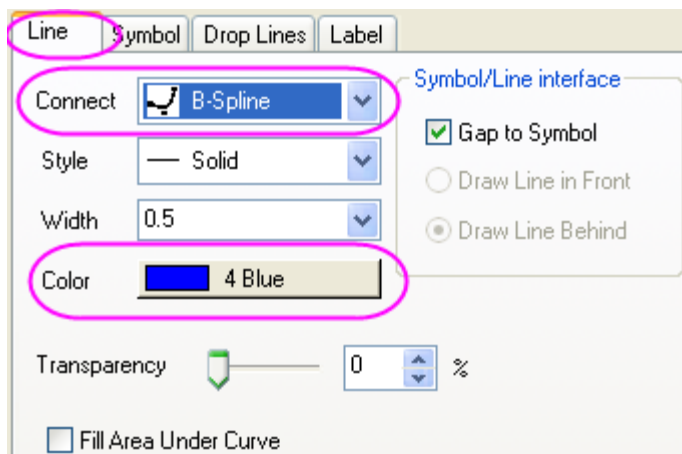 Line Symbol Drop Lines Label
Connect B-Spline
Style Solid
Width 0.5
Color 4 Blue
Transparency 0 %
Fill Area Under Curve
Symbol/Line interface
Gap to Symbol
Draw Line in Front
Draw Line Behind